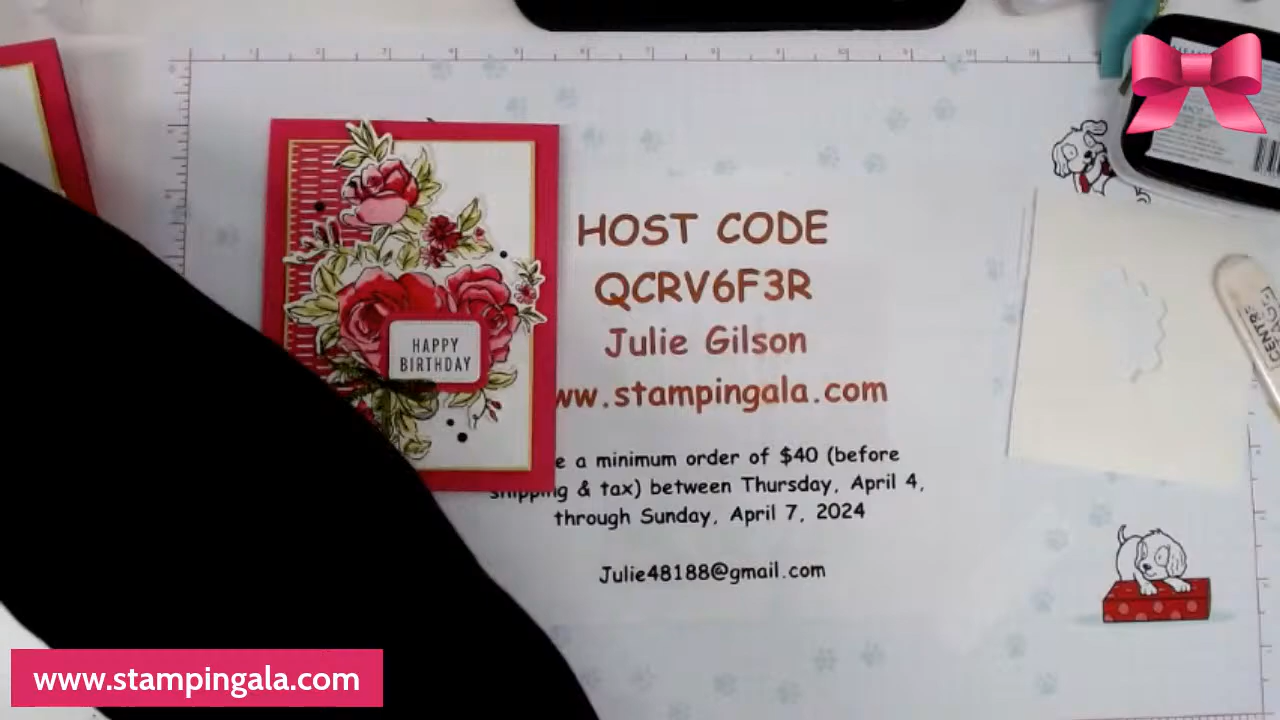 HOST CODE
QCRV6F3R
Julie Gilson
ww.stampingala.com
e a minimum order of $40 (before
shipping & tax) between Thursday, April 4,
through Sunday, April 7, 2024
Julie48188@gmail.com
HAPPY
BIRTHDAY
www.stampingala.com